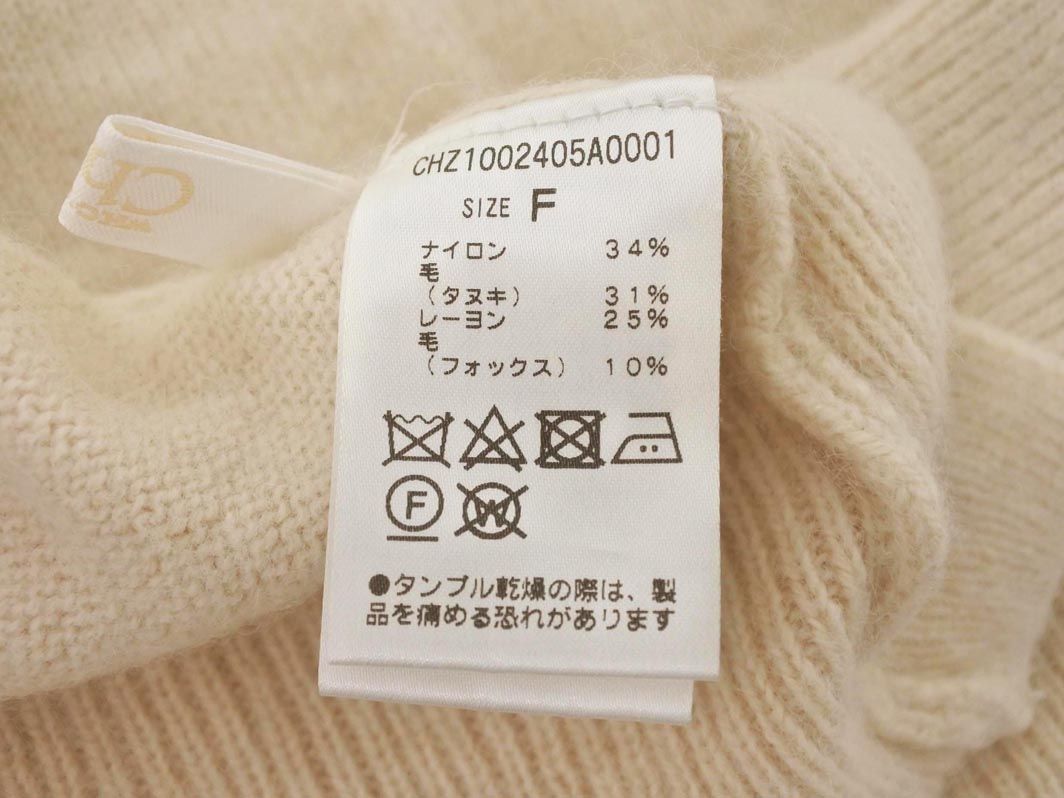 CHZ1002405A0001
SIZE F
ナイロン 34%
毛
(タヌキ) 31%
レーヨン 25%
毛
(フォックス) 10%
F
W
●タンブル乾燥の際は、製
品を痛める恐れがあります